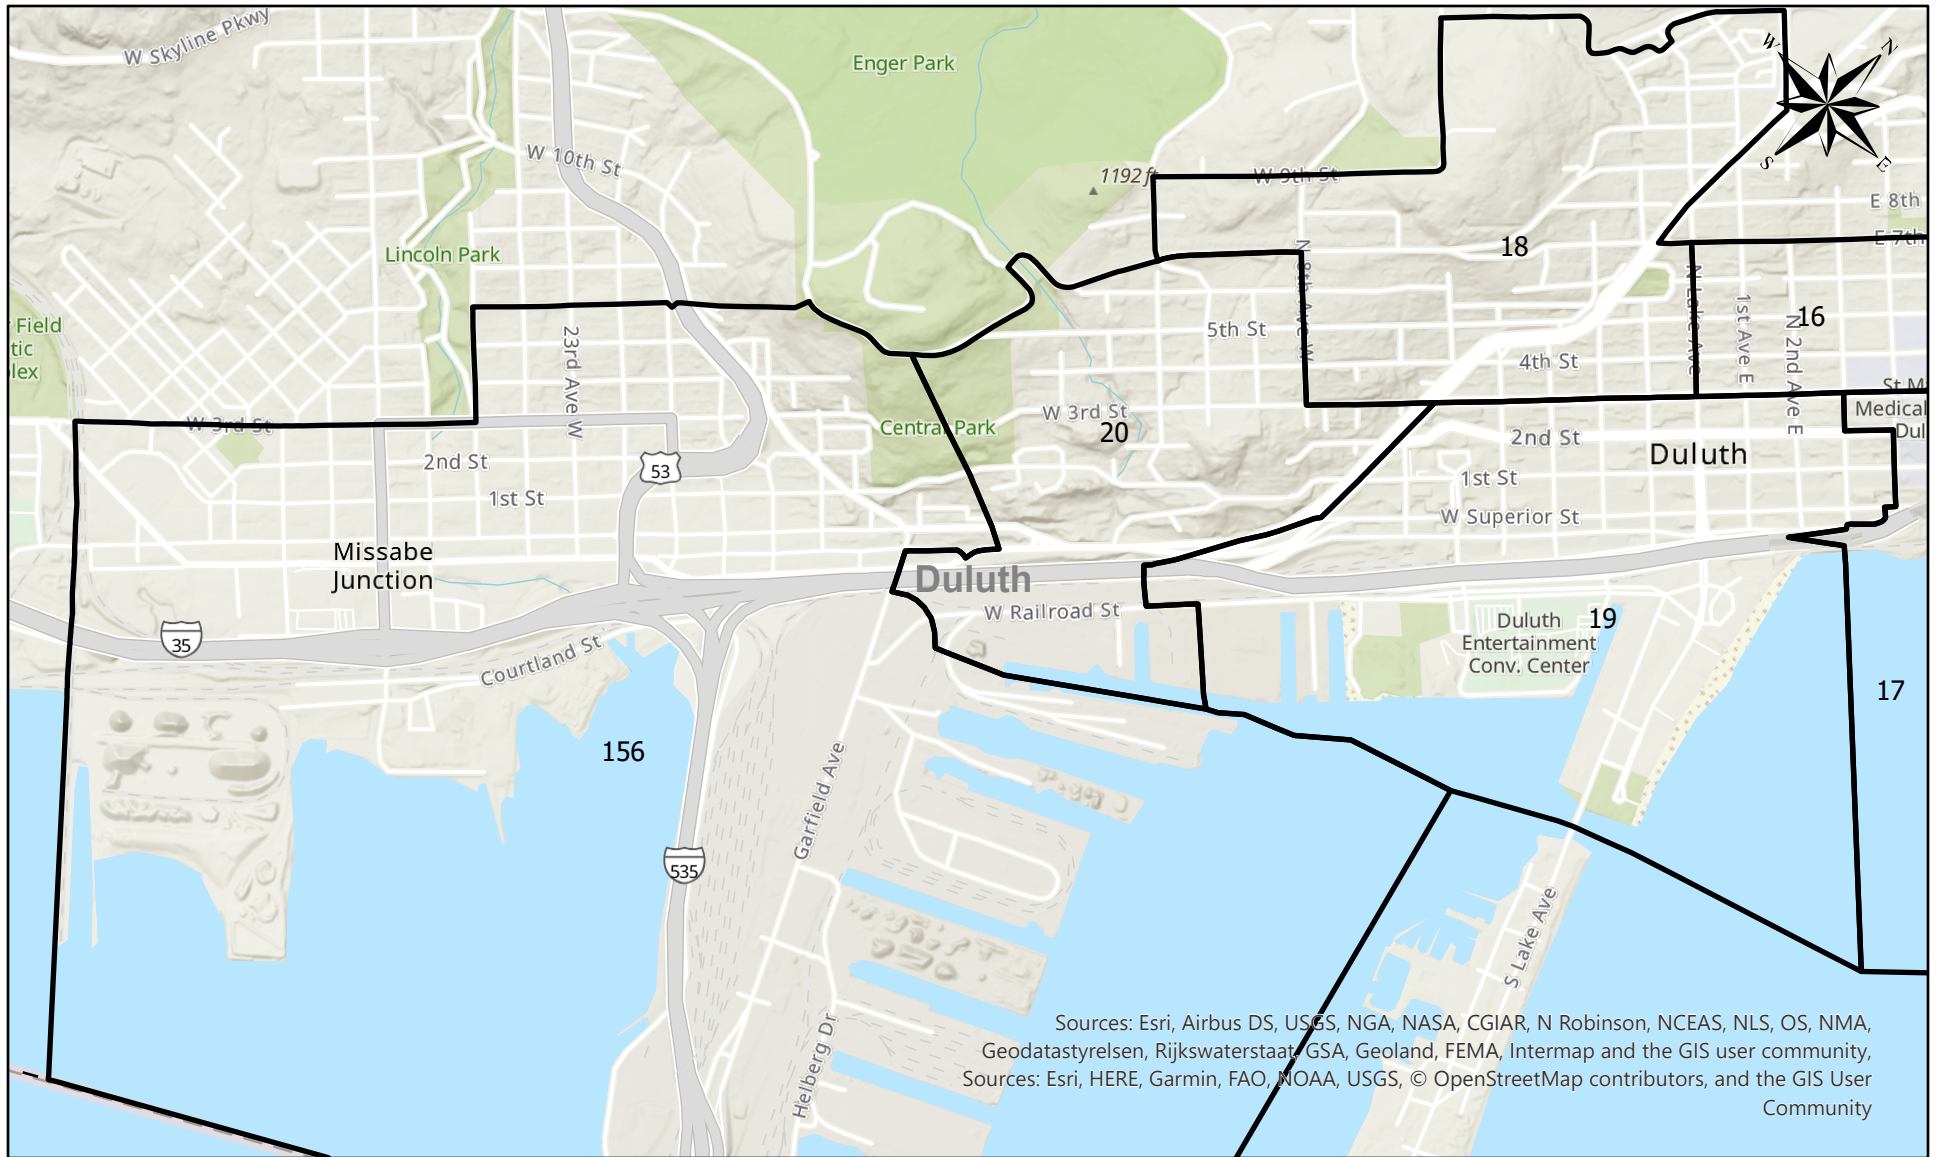 W Skyline Pkwy
Enger Park
W
N
S
E
W 10th St
1192 ft
W 9th St
E 8th
E 7th
Lincoln Park
18
N 8th Ave W
N Lake Ave
1st Ave E
16
N 2nd Ave E
Field
tic
lex
23rd Ave W
5th St
4th St
W 3rd St
Central Park
W 3rd St
20
St M
Medical
Dul
2nd St
53
1st St
2nd St
Duluth
1st St
W Superior St
Missabe
Junction
Duluth
W Railroad St
35
Courtland St
Duluth
Entertainment
Conv. Center
19
17
156
Garfield Ave
535
S Lake Ave
Helberg Dr
Sources: Esri, Airbus DS, USGS, NGA, NASA, CGIAR, N Robinson, NCEAS, NLS, OS, NMA,
Geodatastyrelsen, Rijkswaterstaat, GSA, Geoland, FEMA, Intermap and the GIS user community,
Sources: Esri, HERE, Garmin, FAO, NOAA, USGS, © OpenStreetMap contributors, and the GIS User
Community